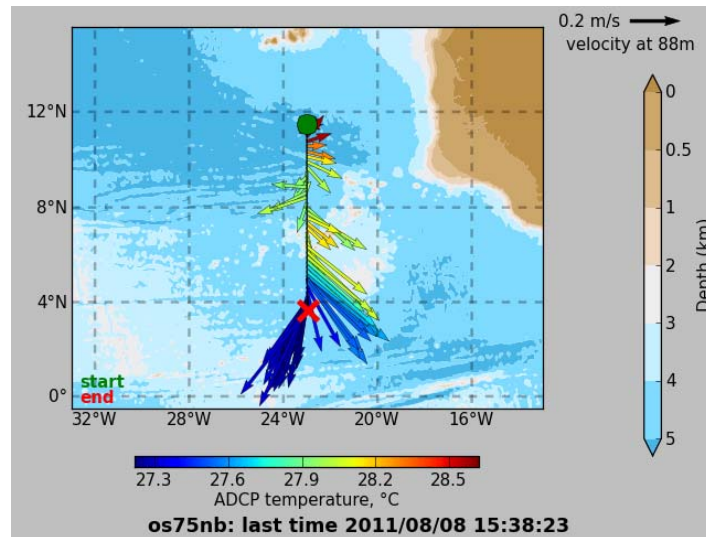 0.2 m/s
velocity at 88m
12°N
8°N
4°N
0°
start
end
32°W 28°W 24°W 20°W 16°W
0
0.5
1
2
3
4
5
Depth (km)
27.3 27.6 27.9 28.2 28.5
ADCP temperature, °C
os75nb: last time 2011/08/08 15:38:23